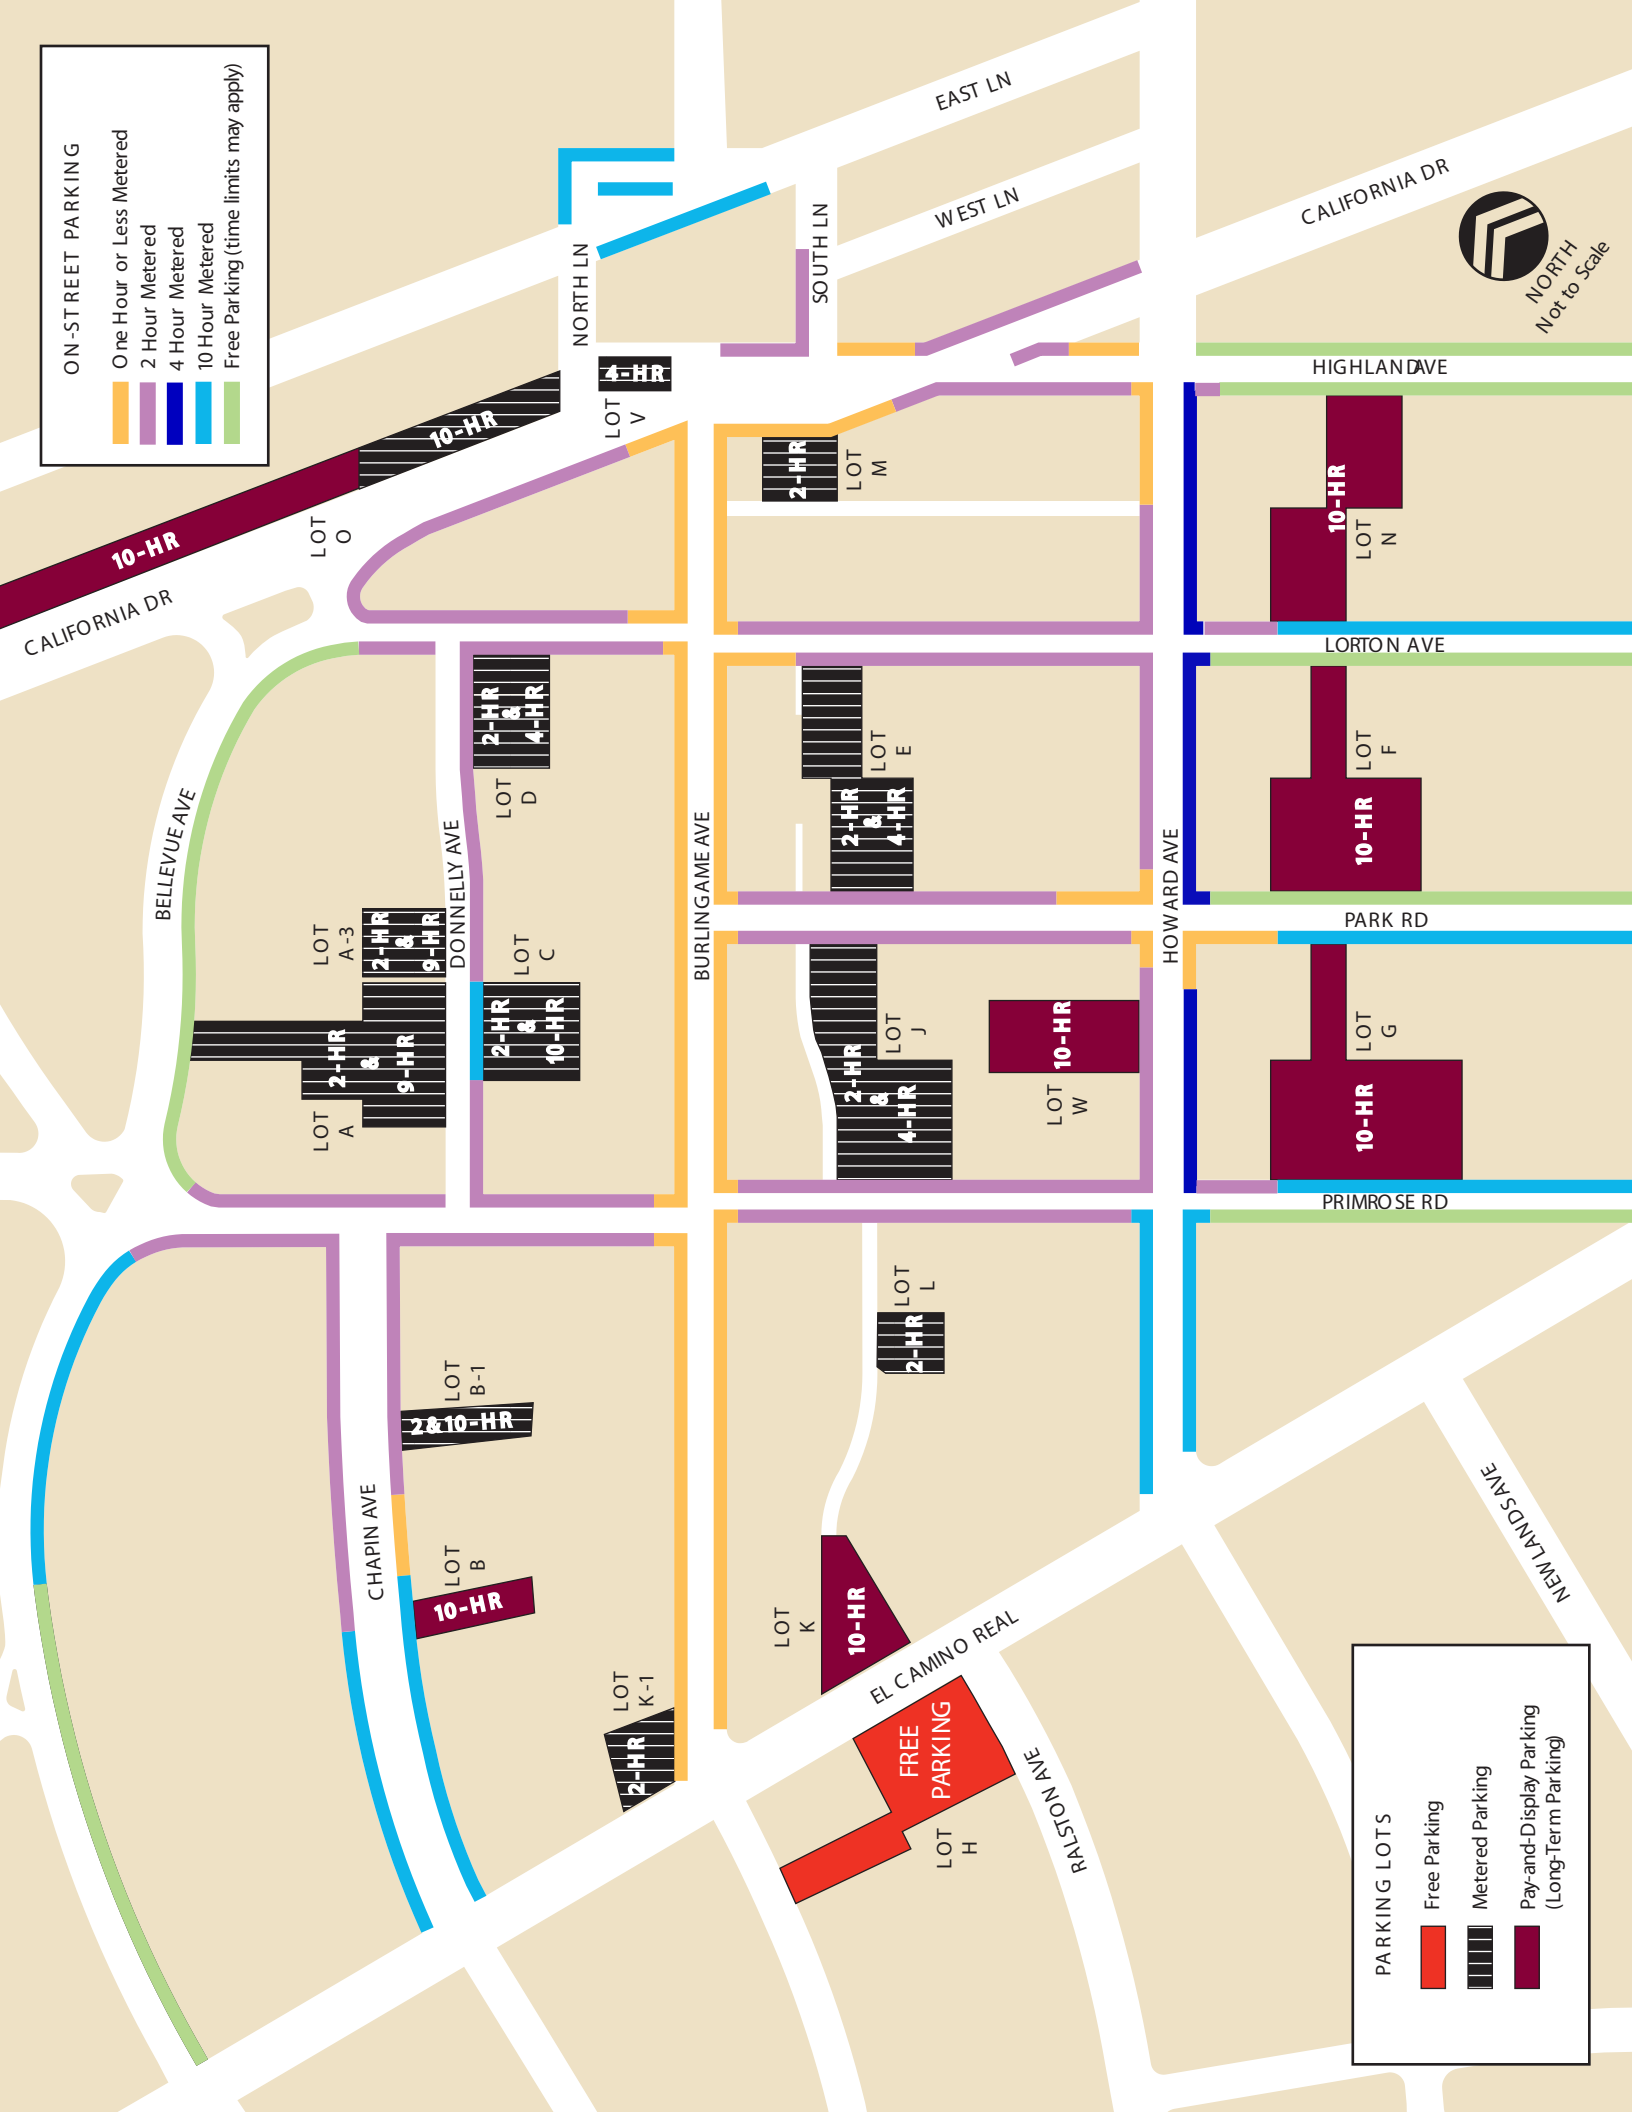 ON-STREET PARKING
One Hour or Less Metered
2 Hour Metered
4 Hour Metered
10 Hour Metered
Free Parking (time limits may apply)
EAST LN
WEST LN
CALIFORNIA DR
NORTH
Not to Scale
SOUTH LN
NORTH LN
HIGHLAND AVE
4-HR
LOT
V
10-HR
10-HR
LOT
O
CALIFORNIA DR
2-HR
LOT
M
10-HR
LOT
N
LORTON AVE
2-HR
&
4-HR
LOT
D
LOT
E
2-HR
&
4-HR
LOT
F
10-HR
BELLEVUE AVE
DONNELLY AVE
BURLINGAME AVE
HOWARD AVE
PARK RD
LOT
A-3
2-HR
&
9-HR
LOT
C
2-HR
&
10-HR
2-HR
&
9-HR
LOT
A
LOT
J
2-HR
&
4-HR
10-HR
LOT
W
LOT
G
10-HR
PRIMROSE RD
LOT
L
2-HR
LOT
B-1
2&10-HR
CHAPIN AVE
LOT
B
10-HR
LOT
K
10-HR
LOT
K-1
2-HR
EL CAMINO REAL
NEWLANDS AVE
FREE
PARKING
LOT
H
RALSTON AVE
PARKING LOTS
Free Parking
Metered Parking
Pay-and-Display Parking
(Long-Term Parking)